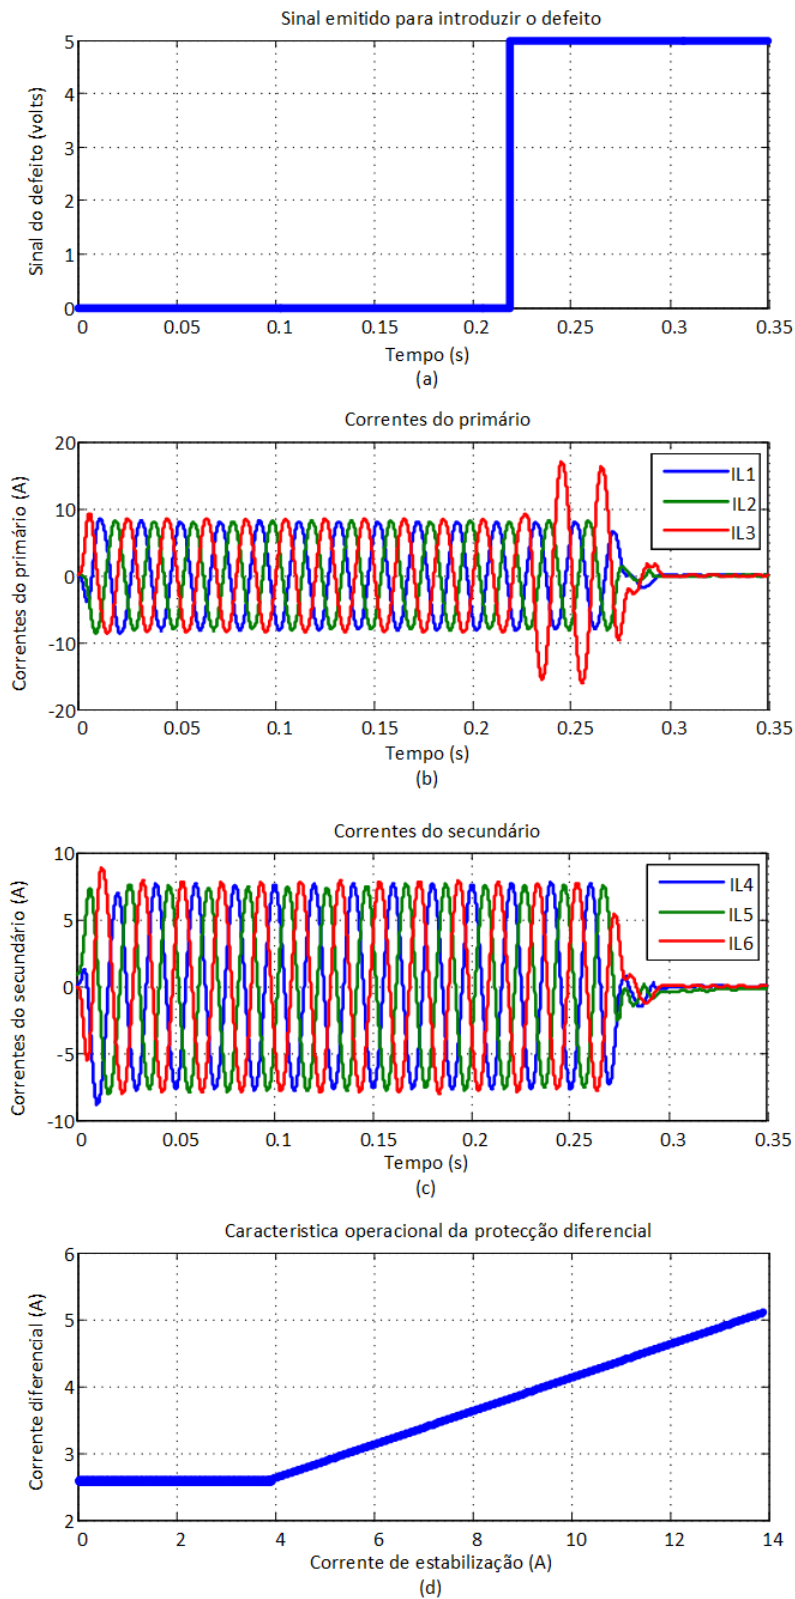 Sinal emitido para introduzir o defeito
Sinal do defeito (volts)
5
4
3
2
1
0
0 0.05 0.1 0.15 0.2 0.25 0.3 0.35
Tempo (s)
(a)
Correntes do primário
Correntes do primário (A)
20
10
0
-10
-20
IL1
IL2
IL3
0 0.05 0.1 0.15 0.2 0.25 0.3 0.35
Tempo (s)
(b)
Correntes do secundário
Correntes do secundário (A)
10
5
0
-5
-10
IL4
IL5
IL6
0 0.05 0.1 0.15 0.2 0.25 0.3 0.35
Tempo (s)
(c)
Caracteristica operacional da protecção diferencial
Corrente diferencial (A)
6
5
4
3
2
0 2 4 6 8 10 12 14
Corrente de estabilização (A)
(d)